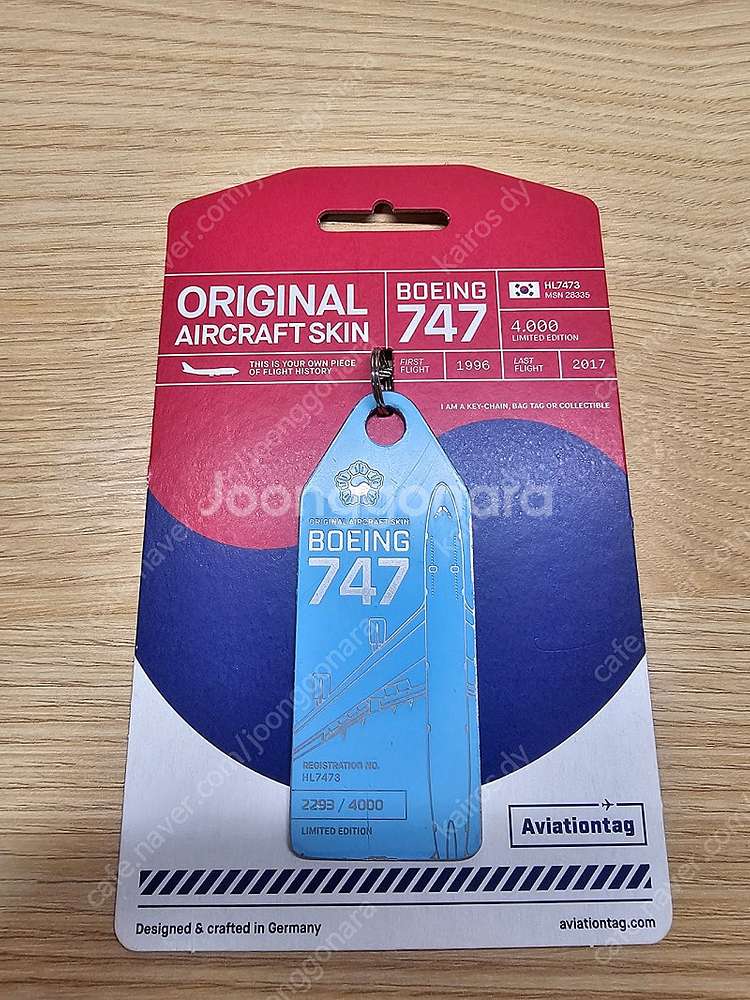 ORIGINAL
AIRCRAFT SKIN
BOEING
747
HL7473
MSN 28335
4.000
LIMITED EDITION
THIS IS YOUR OWN PIECE
OF FLIGHT HISTORY
FIRST
FLIGHT
1996
LAST
FLIGHT
2017
I AM A KEY-CHAIN, BAG TAG OR COLLECTIBLE
Joonggonara
ORIGINAL AIRCRAFT SKIN
BOEING
747
REGISTRATION NO.
HL7473
2293 / 4000
LIMITED EDITION
Aviationtag
Designed & crafted in Germany
aviationtag.com
cafe.naver.com/joonggonara
kairos dy